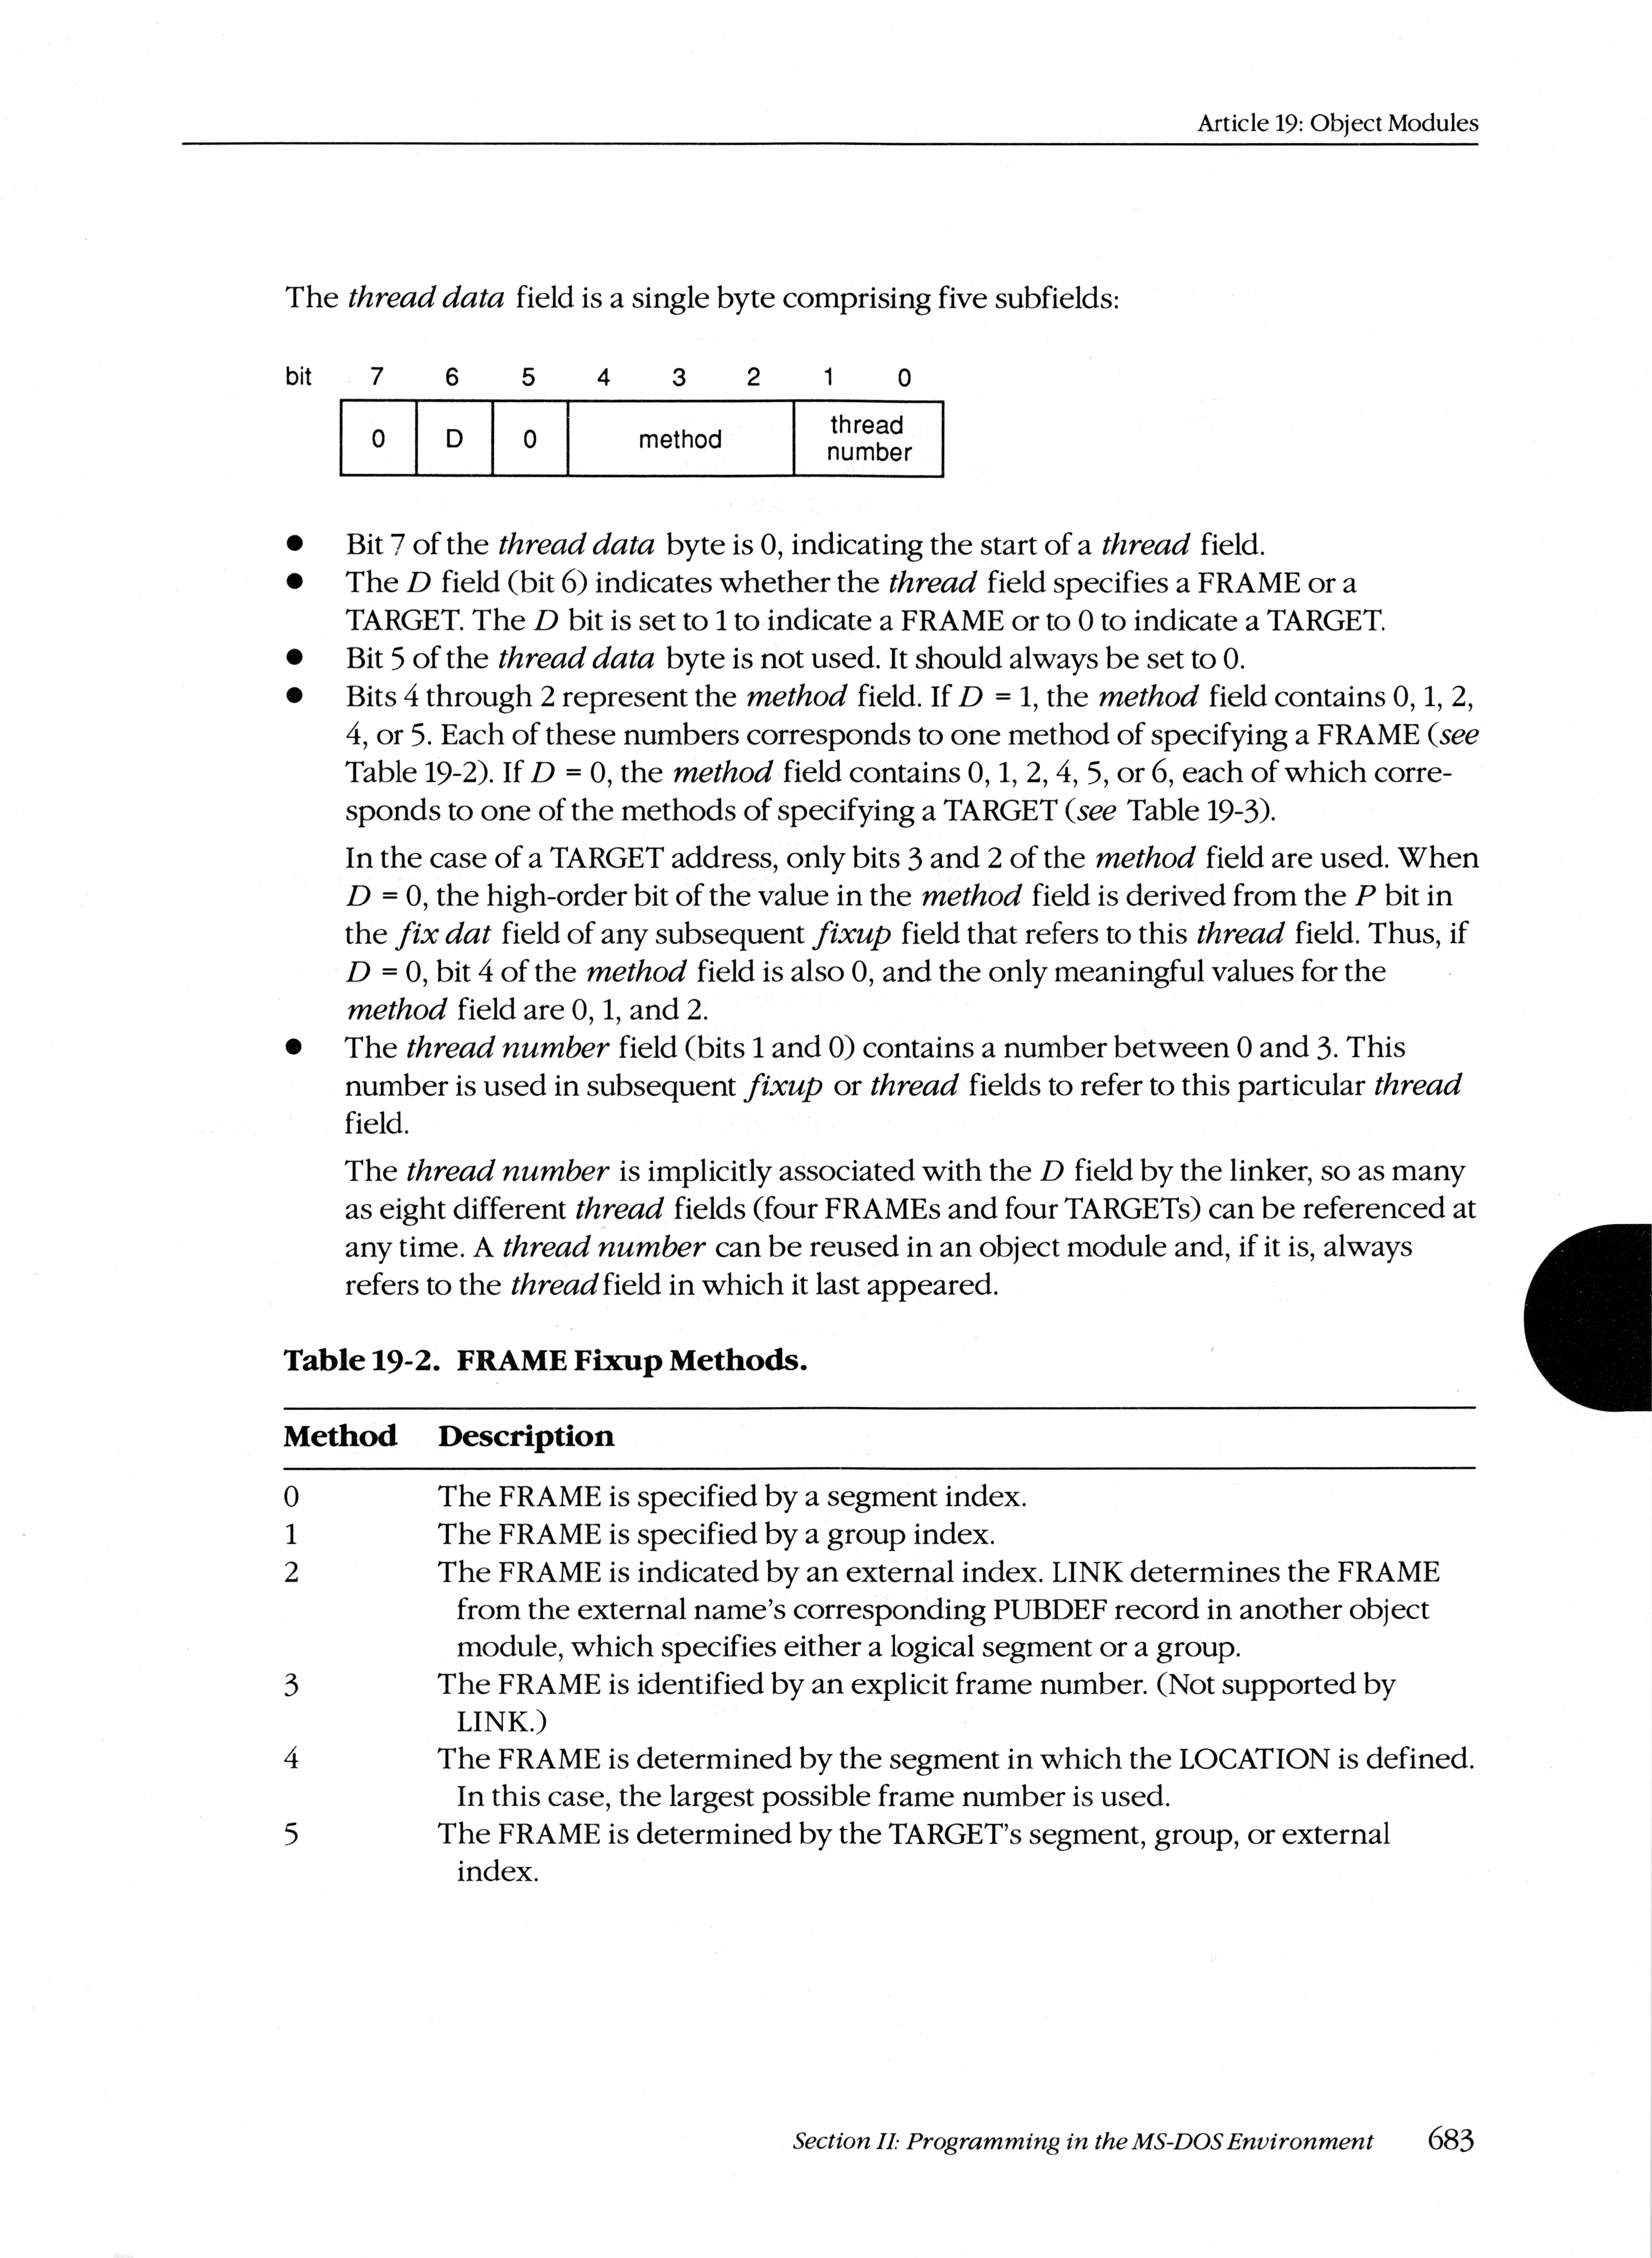 Article 19: Object Modules
The thread data field is a single byte comprising five subfields:
bit 7 6 5 4 3 2 1 0
0 D 0 method thread
number
● Bit 7 of the thread data byte is 0, indicating the start of a thread field.
● The D field (bit 6) indicates whether the thread field specifies a FRAME or a
TARGET. The D bit is set to 1 to indicate a FRAME or to 0 to indicate a TARGET.
● Bit 5 of the thread data byte is not used. It should always be set to 0.
● Bits 4 through 2 represent the method field. If D = 1, the method field contains 0, 1, 2,
4, or 5. Each of these numbers corresponds to one method of specifying a FRAME (see
Table 19-2). If D = 0, the method field contains 0, 1, 2, 4, 5, or 6, each of which corre-
sponds to one of the methods of specifying a TARGET (see Table 19-3).
In the case of a TARGET address, only bits 3 and 2 of the method field are used. When
D = 0, the high-order bit of the value in the method field is derived from the P bit in
the fix dat field of any subsequent fixup field that refers to this thread field. Thus, if
D = 0, bit 4 of the method field is also 0, and the only meaningful values for the
method field are 0, 1, and 2.
● The thread number field (bits 1 and 0) contains a number between 0 and 3. This
number is used in subsequent fixup or thread fields to refer to this particular thread
field.
The thread number is implicitly associated with the D field by the linker, so as many
as eight different thread fields (four FRAMEs and four TARGETs) can be referenced at
any time. A thread number can be reused in an object module and, if it is, always
refers to the thread field in which it last appeared.
Table 19-2. FRAME Fixup Methods.
Method Description
0 The FRAME is specified by a segment index.
1 The FRAME is specified by a group index.
2 The FRAME is indicated by an external index. LINK determines the FRAME
from the external name's corresponding PUBDEF record in another object
module, which specifies either a logical segment or a group.
3 The FRAME is identified by an explicit frame number. (Not supported by
LINK.)
4 The FRAME is determined by the segment in which the LOCATION is defined.
In this case, the largest possible frame number is used.
5 The FRAME is determined by the TARGET's segment, group, or external
index.
Section II: Programming in the MS-DOS Environment 683